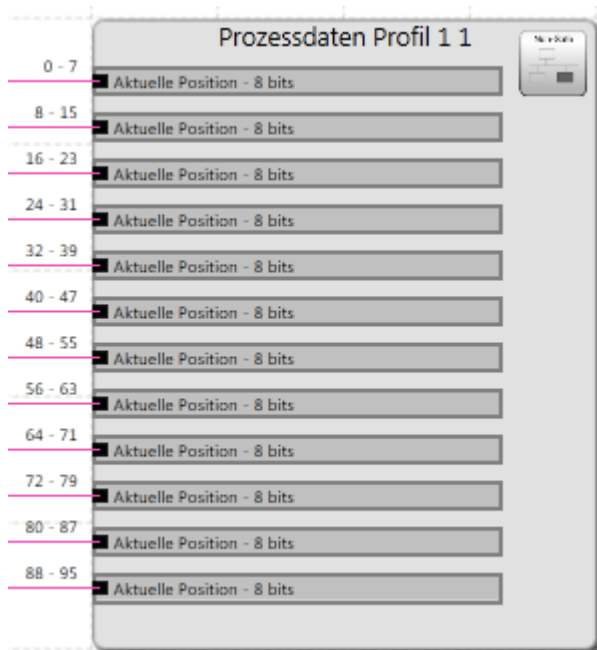 Prozessdaten Profil 1 1
Non-Safe
0 - 7
Aktuelle Position - 8 bits
8 - 15
Aktuelle Position - 8 bits
16 - 23
Aktuelle Position - 8 bits
24 - 31
Aktuelle Position - 8 bits
32 - 39
Aktuelle Position - 8 bits
40 - 47
Aktuelle Position - 8 bits
48 - 55
Aktuelle Position - 8 bits
56 - 63
Aktuelle Position - 8 bits
64 - 71
Aktuelle Position - 8 bits
72 - 79
Aktuelle Position - 8 bits
80 - 87
Aktuelle Position - 8 bits
88 - 95
Aktuelle Position - 8 bits